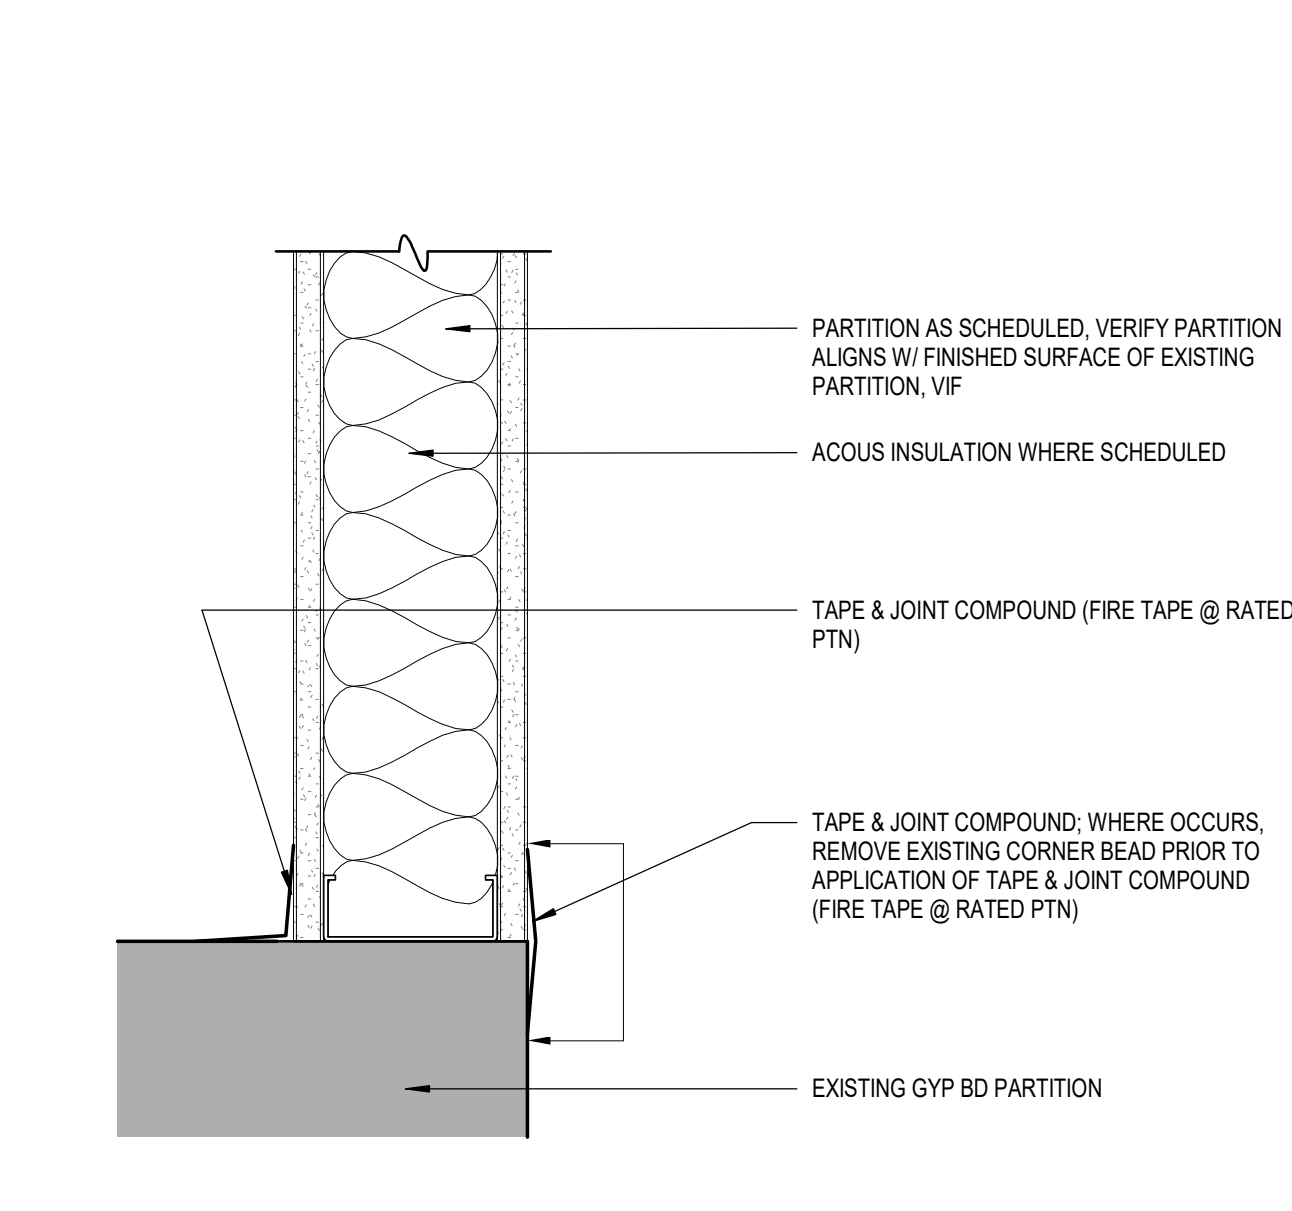 PARTITION AS SCHEDULED, VERIFY PARTITION
ALIGNS W/ FINISHED SURFACE OF EXISTING
PARTITION, VIF
ACOUS INSULATION WHERE SCHEDULED
TAPE & JOINT COMPOUND (FIRE TAPE @ RATED
PTN)
TAPE & JOINT COMPOUND; WHERE OCCURS,
REMOVE EXISTING CORNER BEAD PRIOR TO
APPLICATION OF TAPE & JOINT COMPOUND
(FIRE TAPE @ RATED PTN)
EXISTING GYP BD PARTITION